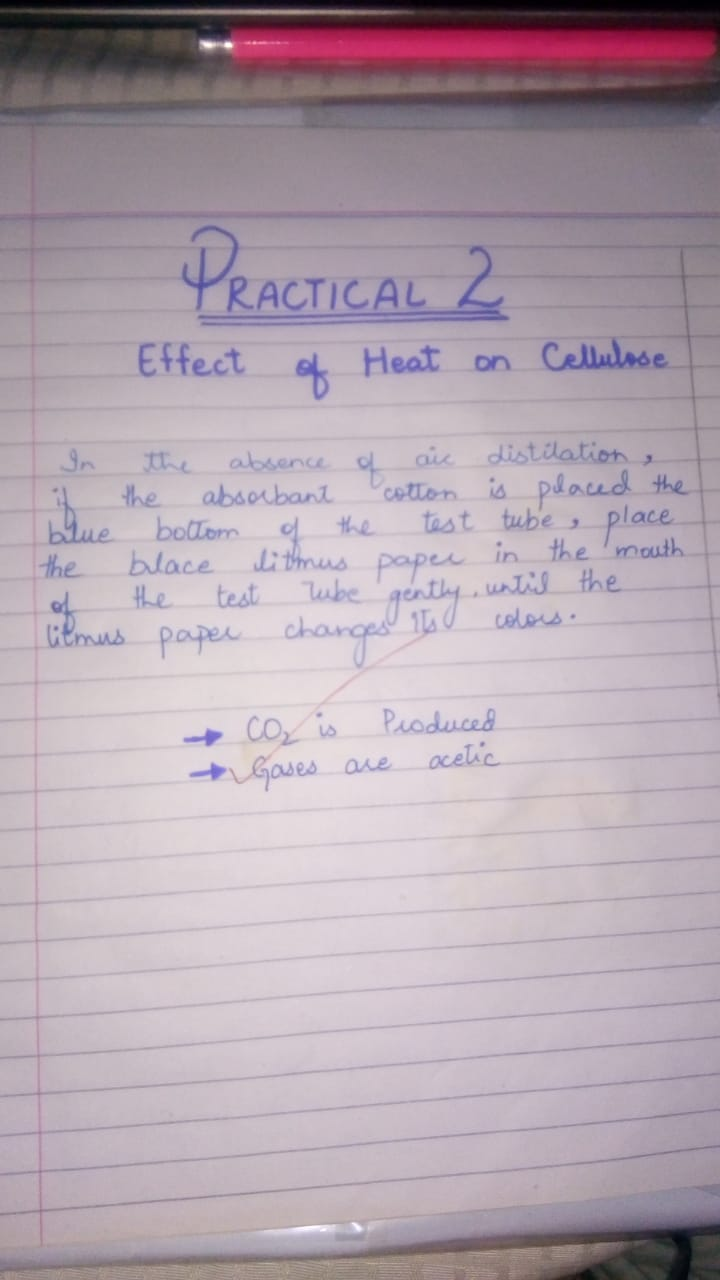 PRACTICAL 2
Effect of Heat on Cellulose
In the absence of air distilation,
if the absorbant cotton is placed the
blue bottom of the test tube, place
the blace litmus paper in the mouth
of the test tube gently. until the
litmus paper changes its colors.
→ CO₂ is Produced
→ Gases are acetic